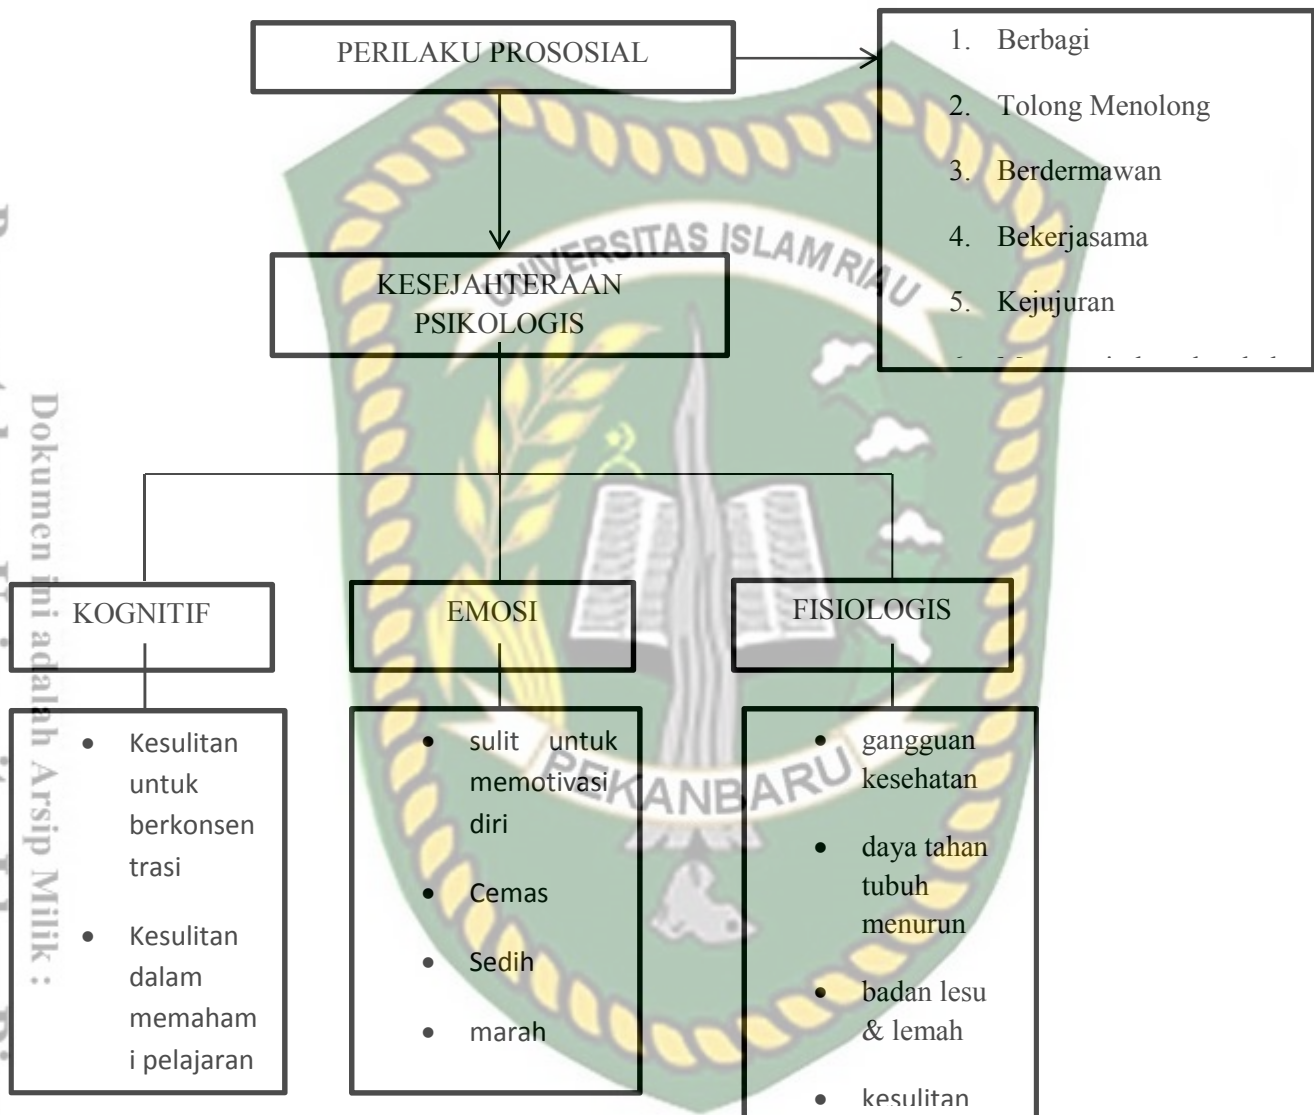 PERILAKU PROSOSIAL
1. Berbagi
2. Tolong Menolong
3. Berdermawan
4. Bekerjasama
5. Kejujuran
KESEJAHTERAAN
PSIKOLOGIS
UNIVERSITAS ISLAM RIAU
KOGNITIF
EMOSI
FISIOLOGIS
• Kesulitan
untuk
berkonsen
trasi
• Kesulitan
dalam
memaham
i pelajaran
• sulit untuk
memotivasi
diri
• Cemas
• Sedih
• marah
• gangguan
kesehatan
• daya tahan
tubuh
menurun
• badan lesu
& lemah
• kesulitan
PEKANBARU
Dokumen ini adalah Arsip Milik :